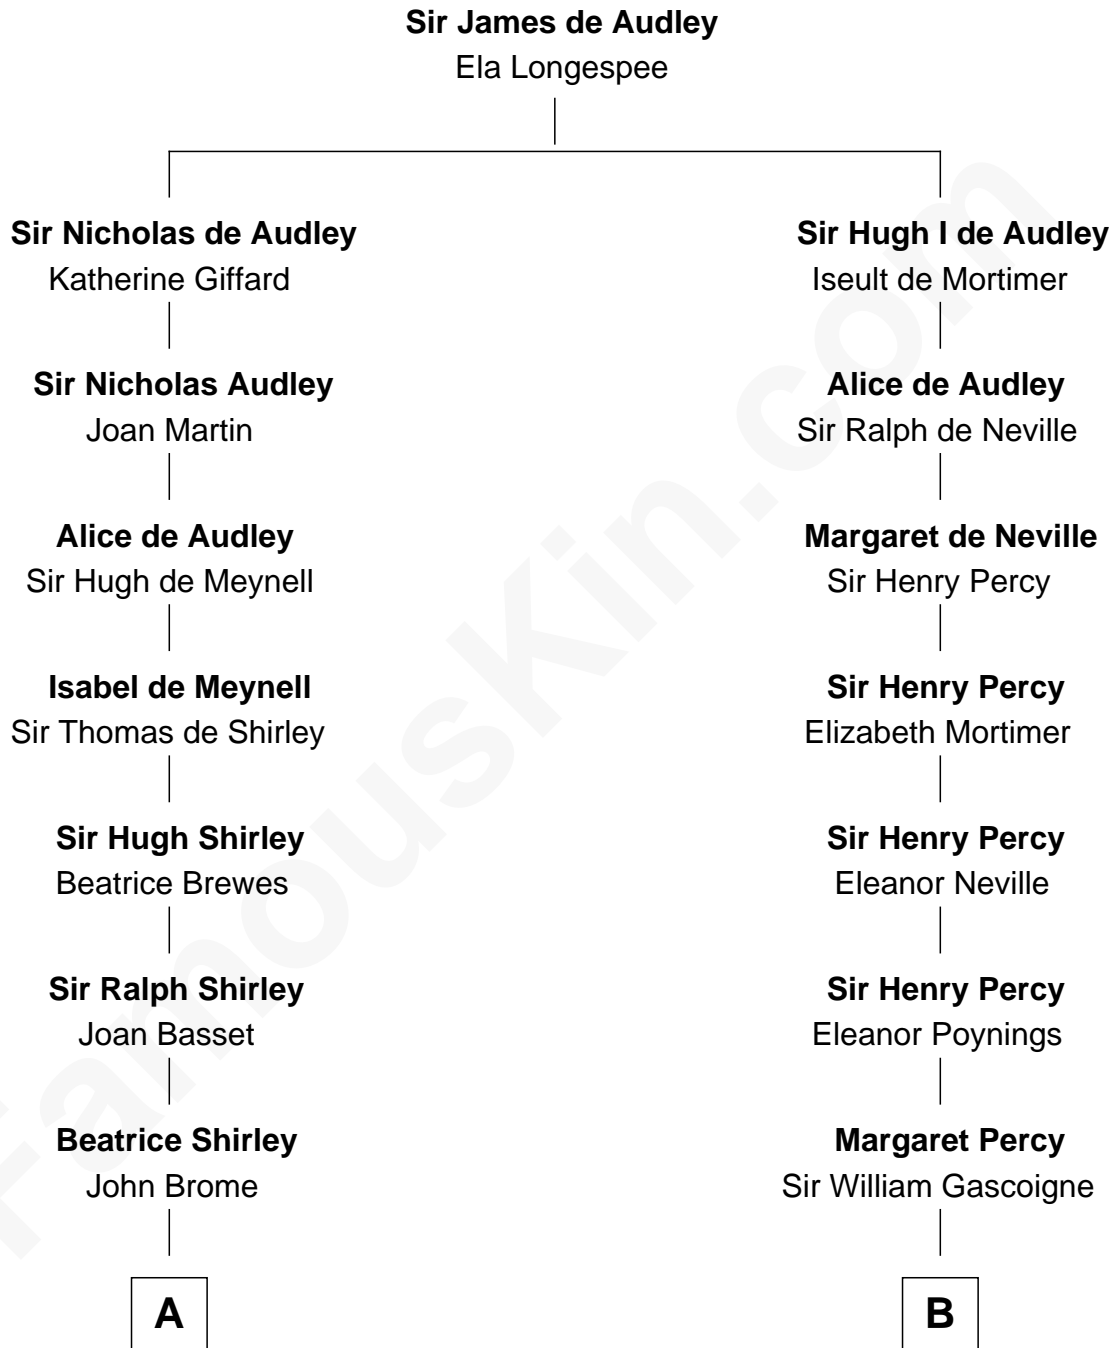 Sir James de Audley
Ela Longespee
Sir Nicholas de Audley
Katherine Giffard
Sir Hugh I de Audley
Iseult de Mortimer
Sir Nicholas Audley
Joan Martin
Alice de Audley
Sir Ralph de Neville
Alice de Audley
Sir Hugh de Meynell
Margaret de Neville
Sir Henry Percy
Isabel de Meynell
Sir Thomas de Shirley
Sir Henry Percy
Elizabeth Mortimer
Sir Hugh Shirley
Beatrice Brewes
Sir Henry Percy
Eleanor Neville
Sir Ralph Shirley
Joan Basset
Sir Henry Percy
Eleanor Poynings
Beatrice Shirley
John Brome
Margaret Percy
Sir William Gascoigne
A
B
FamousKin.com